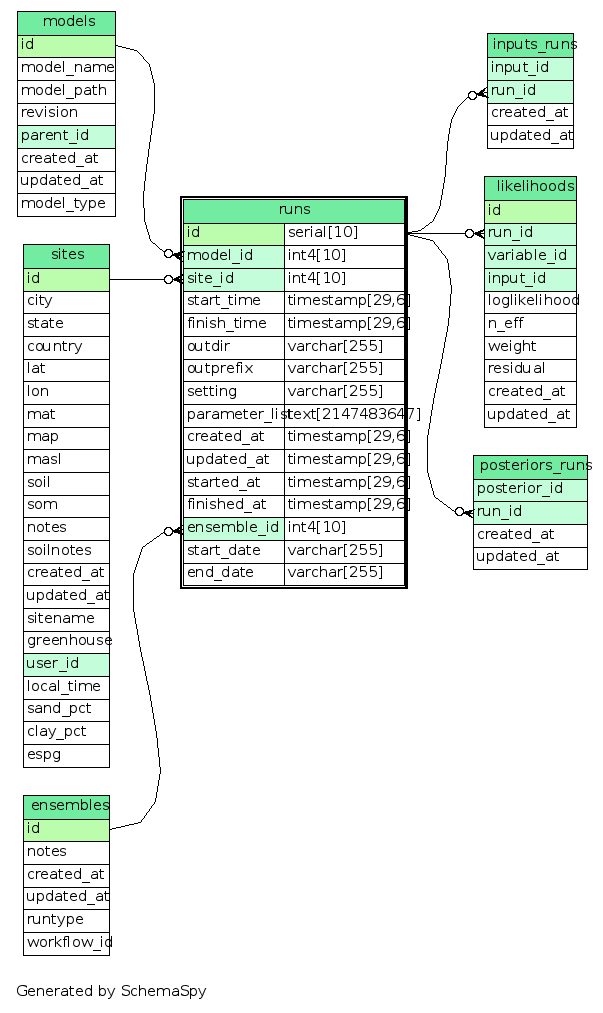 models
id
model_name
model_path
revision
parent_id
created_at
updated_at
model_type
sites
id
city
state
country
lat
lon
mat
map
masl
soil
som
notes
soilnotes
created_at
updated_at
sitename
greenhouse
user_id
local_time
sand_pct
clay_pct
espg
ensembles
id
notes
created_at
updated_at
runtype
workflow_id
runs
id serial[10]
model_id int4[10]
site_id int4[10]
start_time timestamp[29,6]
finish_time timestamp[29,6]
outdir varchar[255]
outprefix varchar[255]
setting varchar[255]
parameter_list text[2147483647]
created_at timestamp[29,6]
updated_at timestamp[29,6]
started_at timestamp[29,6]
finished_at timestamp[29,6]
ensemble_id int4[10]
start_date varchar[255]
end_date varchar[255]
inputs_runs
input_id
run_id
created_at
updated_at
likelihoods
id
run_id
variable_id
input_id
loglikelihood
n_eff
weight
residual
created_at
updated_at
posteriors_runs
posterior_id
run_id
created_at
updated_at
Generated by SchemaSpy